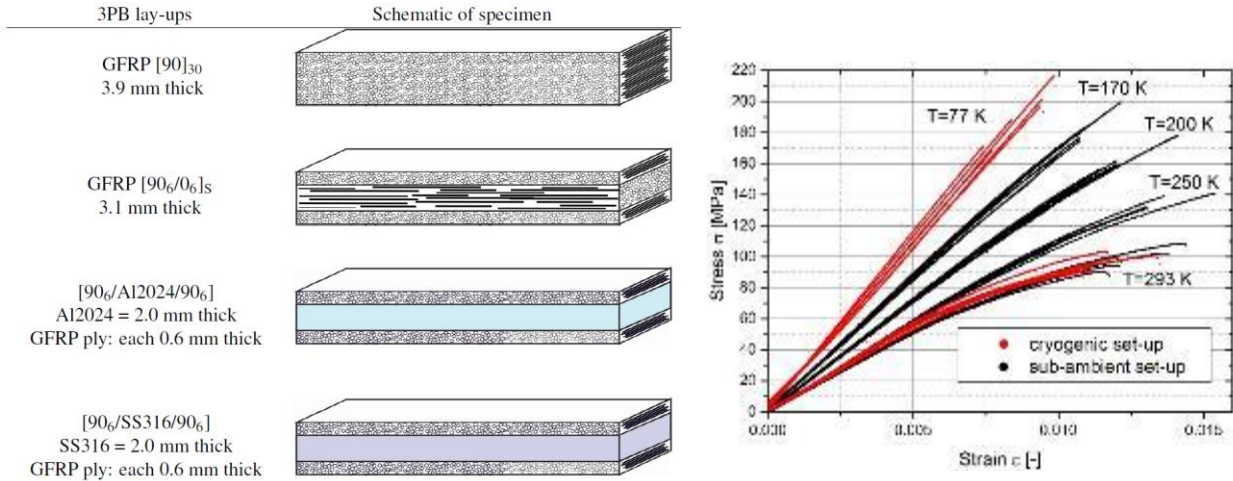 3PB lay-ups
Schematic of specimen
GFRP [90]30
3.9 mm thick
GFRP [906/06]S
3.1 mm thick
[906/Al2024/906]
Al2024 = 2.0 mm thick
GFRP ply: each 0.6 mm thick
[906/SS316/906]
SS316 = 2.0 mm thick
GFRP ply: each 0.6 mm thick
220
200
180
160
140
120
100
80
60
40
20
0
Stress σ [MPa]
T=77 K
T=170 K
T=200 K
T=250 K
T=293 K
cryogenic set-up
sub-ambient set-up
0.000
0.005
0.010
0.015
Strain ε [-]